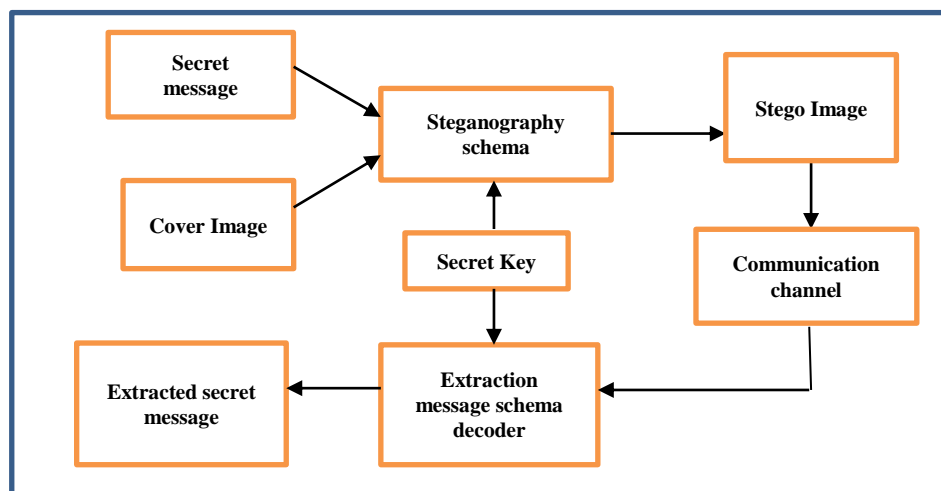 Secret
message
Steganography
schema
Stego Image
Cover Image
Secret Key
Communication
channel
Extracted secret
message
Extraction
message schema
decoder